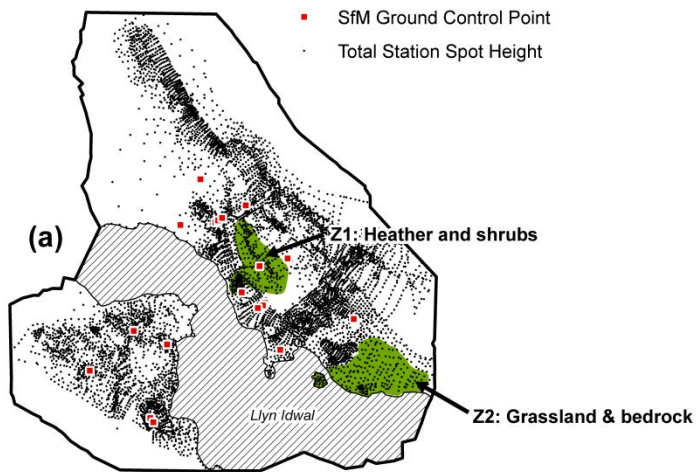 SfM Ground Control Point
Total Station Spot Height
(a)
Z1: Heather and shrubs
Llyn Idwal
Z2: Grassland & bedrock